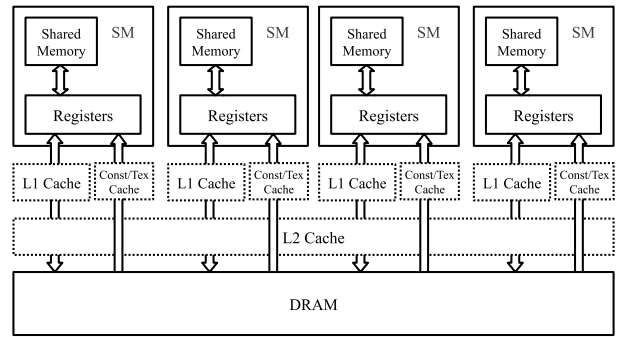 Shared SM Shared SM Shared SM Shared SM
Memory Memory Memory Memory
Registers Registers Registers Registers
L1 Cache Const/Tex L1 Cache Const/Tex L1 Cache Const/Tex L1 Cache Const/Tex
Cache Cache Cache Cache
L2 Cache
DRAM